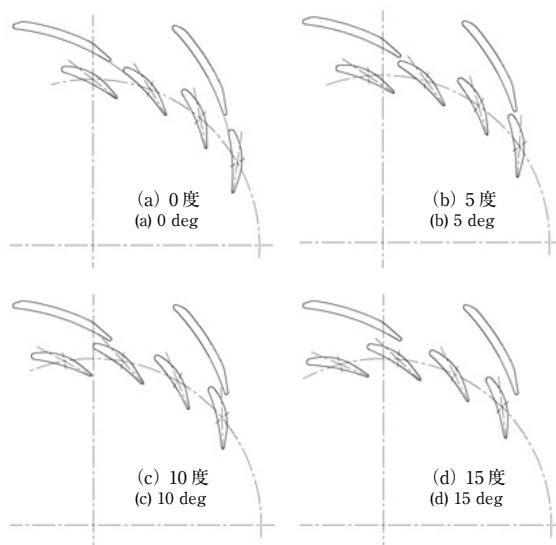 (a) 0度
(a) 0 deg
(b) 5度
(b) 5 deg
(c) 10度
(c) 10 deg
(d) 15度
(d) 15 deg